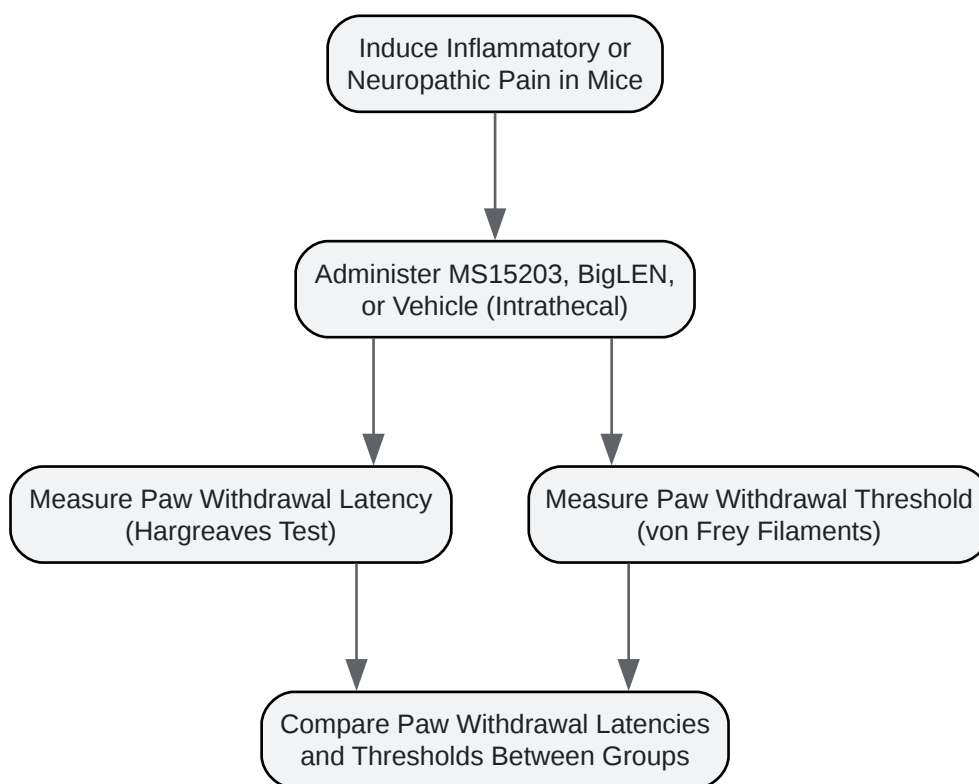 Induce Inflammatory or
Neuropathic Pain in Mice
Administer MS15203, BigLEN,
or Vehicle (Intrathecal)
Measure Paw Withdrawal Latency
(Hargreaves Test)
Measure Paw Withdrawal Threshold
(von Frey Filaments)
Compare Paw Withdrawal Latencies
and Thresholds Between Groups